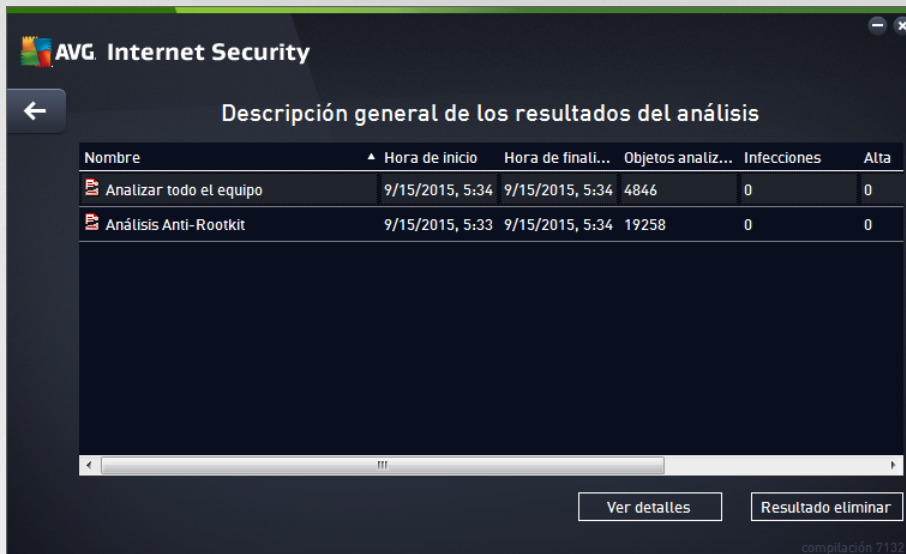 AVG. Internet Security
Descripción general de los resultados del análisis
Nombre Hora de inicio Hora de finali... Objetos analiz... Infecciones Alta
Analizar todo el equipo 9/15/2015, 5:34 9/15/2015, 5:34 4846 0 0
Análisis Anti-Rootkit 9/15/2015, 5:33 9/15/2015, 5:34 19258 0 0
Ver detalles Resultado eliminar
compilación 7132